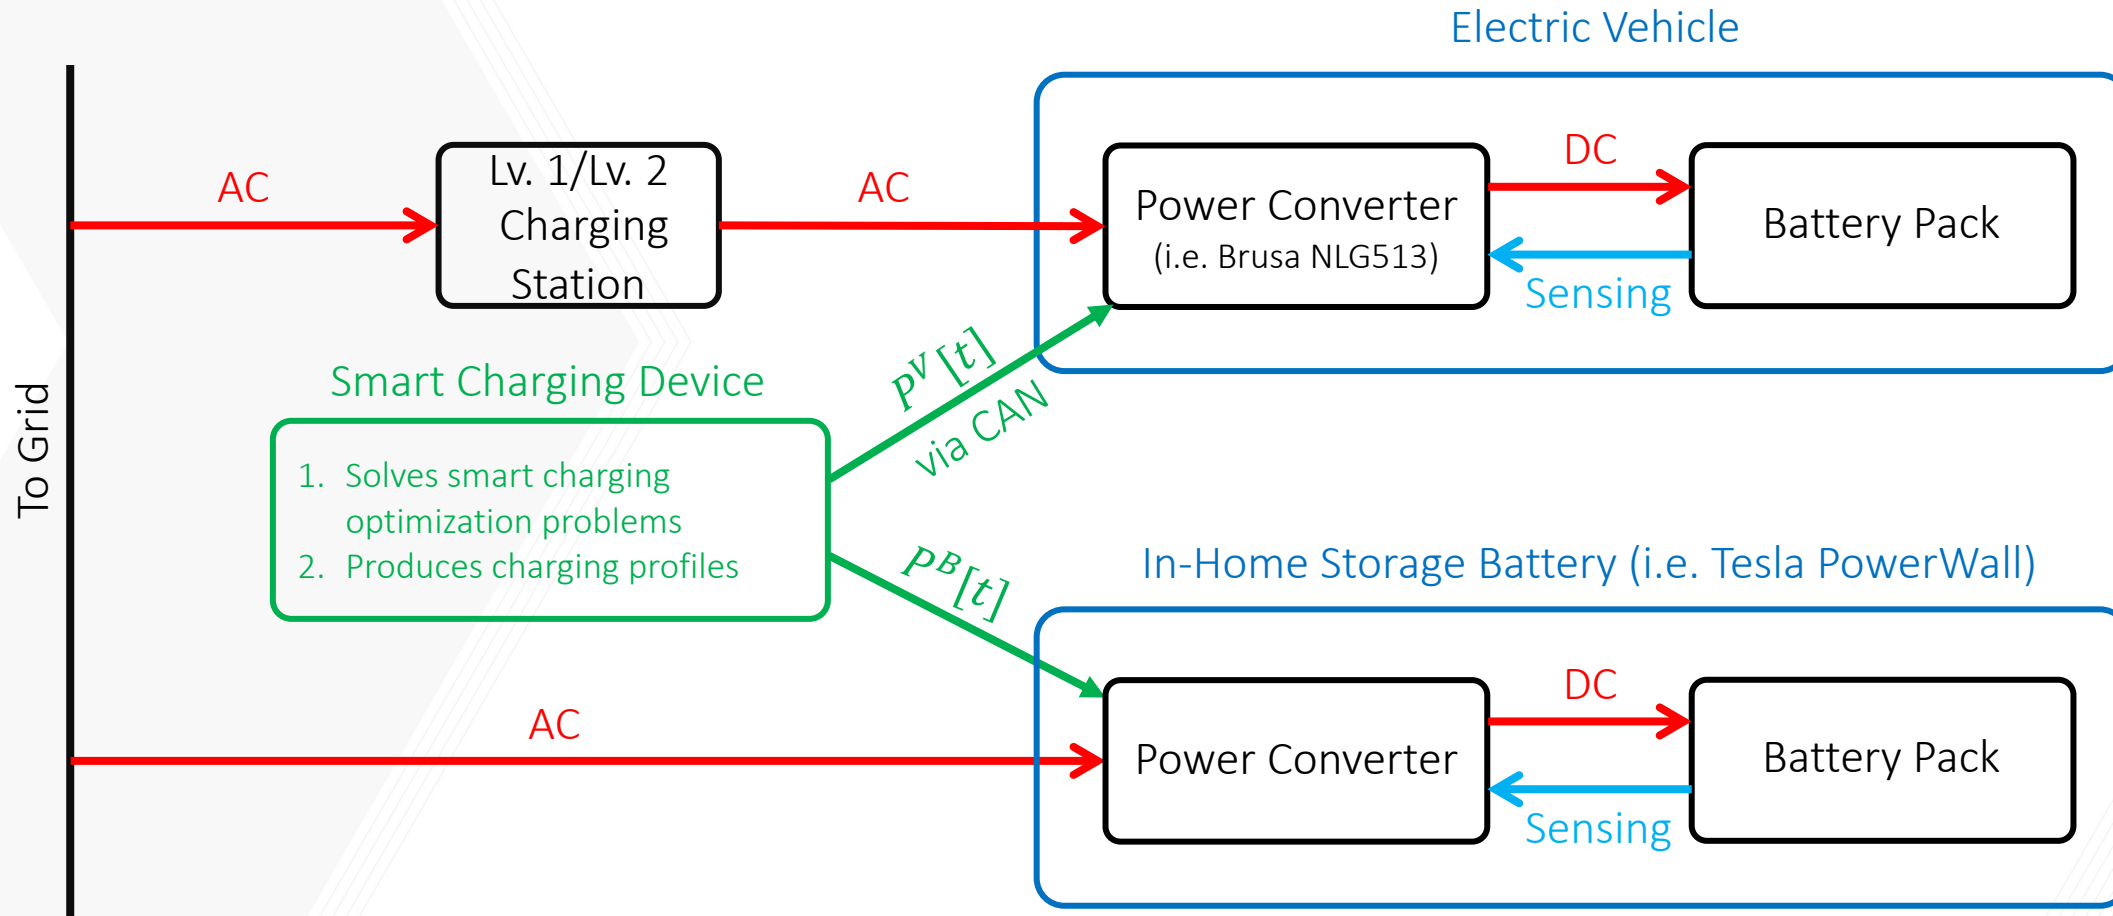 Electric Vehicle
AC
Lv. 1/Lv. 2
Charging
Station
AC
Power Converter
(i.e. Brusa NLG513)
DC
Sensing
Battery Pack
To Grid
Smart Charging Device
1. Solves smart charging
optimization problems
2. Produces charging profiles
P^V[t]
via CAN
P^B[t]
In-Home Storage Battery (i.e. Tesla PowerWall)
AC
Power Converter
DC
Sensing
Battery Pack